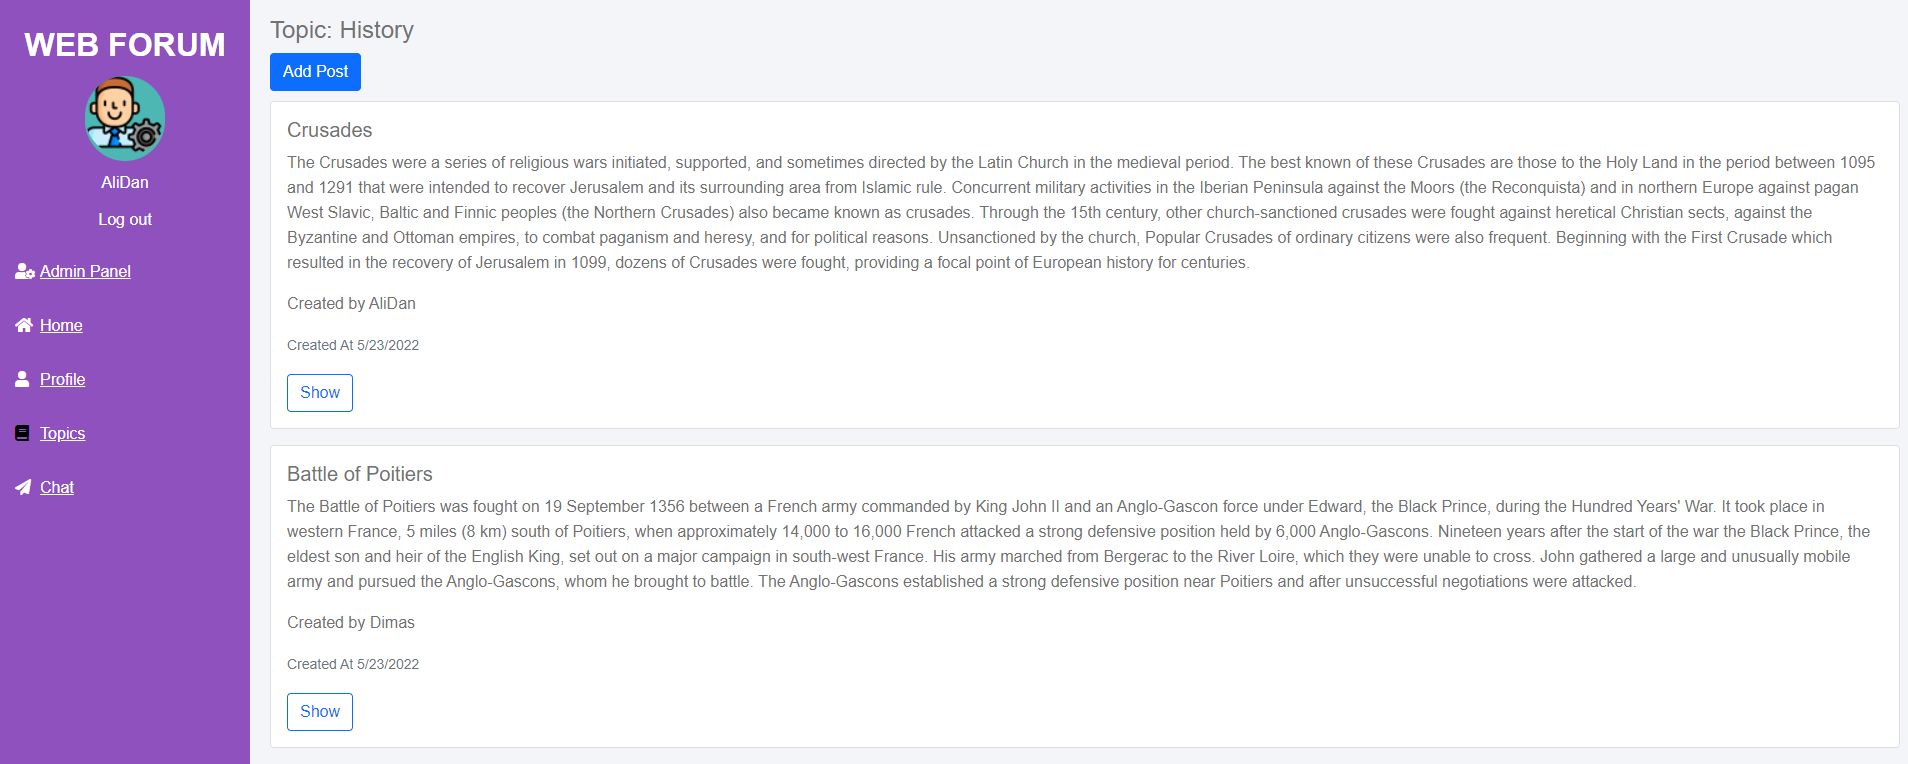 WEB FORUM
AliDan
Log out
Admin Panel
Home
Profile
Topics
Chat
Topic: History
Add Post
Crusades
The Crusades were a series of religious wars initiated, supported, and sometimes directed by the Latin Church in the medieval period. The best known of these Crusades are those to the Holy Land in the period between 1095
and 1291 that were intended to recover Jerusalem and its surrounding area from Islamic rule. Concurrent military activities in the Iberian Peninsula against the Moors (the Reconquista) and in northern Europe against pagan
West Slavic, Baltic and Finnic peoples (the Northern Crusades) also became known as crusades. Through the 15th century, other church-sanctioned crusades were fought against heretical Christian sects, against the
Byzantine and Ottoman empires, to combat paganism and heresy, and for political reasons. Unsanctioned by the church, Popular Crusades of ordinary citizens were also frequent. Beginning with the First Crusade which
resulted in the recovery of Jerusalem in 1099, dozens of Crusades were fought, providing a focal point of European history for centuries.
Created by AliDan
Created At 5/23/2022
Show
Battle of Poitiers
The Battle of Poitiers was fought on 19 September 1356 between a French army commanded by King John II and an Anglo-Gascon force under Edward, the Black Prince, during the Hundred Years' War. It took place in
western France, 5 miles (8 km) south of Poitiers, when approximately 14,000 to 16,000 French attacked a strong defensive position held by 6,000 Anglo-Gascons. Nineteen years after the start of the war the Black Prince, the
eldest son and heir of the English King, set out on a major campaign in south-west France. His army marched from Bergerac to the River Loire, which they were unable to cross. John gathered a large and unusually mobile
army and pursued the Anglo-Gascons, whom he brought to battle. The Anglo-Gascons established a strong defensive position near Poitiers and after unsuccessful negotiations were attacked.
Created by Dimas
Created At 5/23/2022
Show